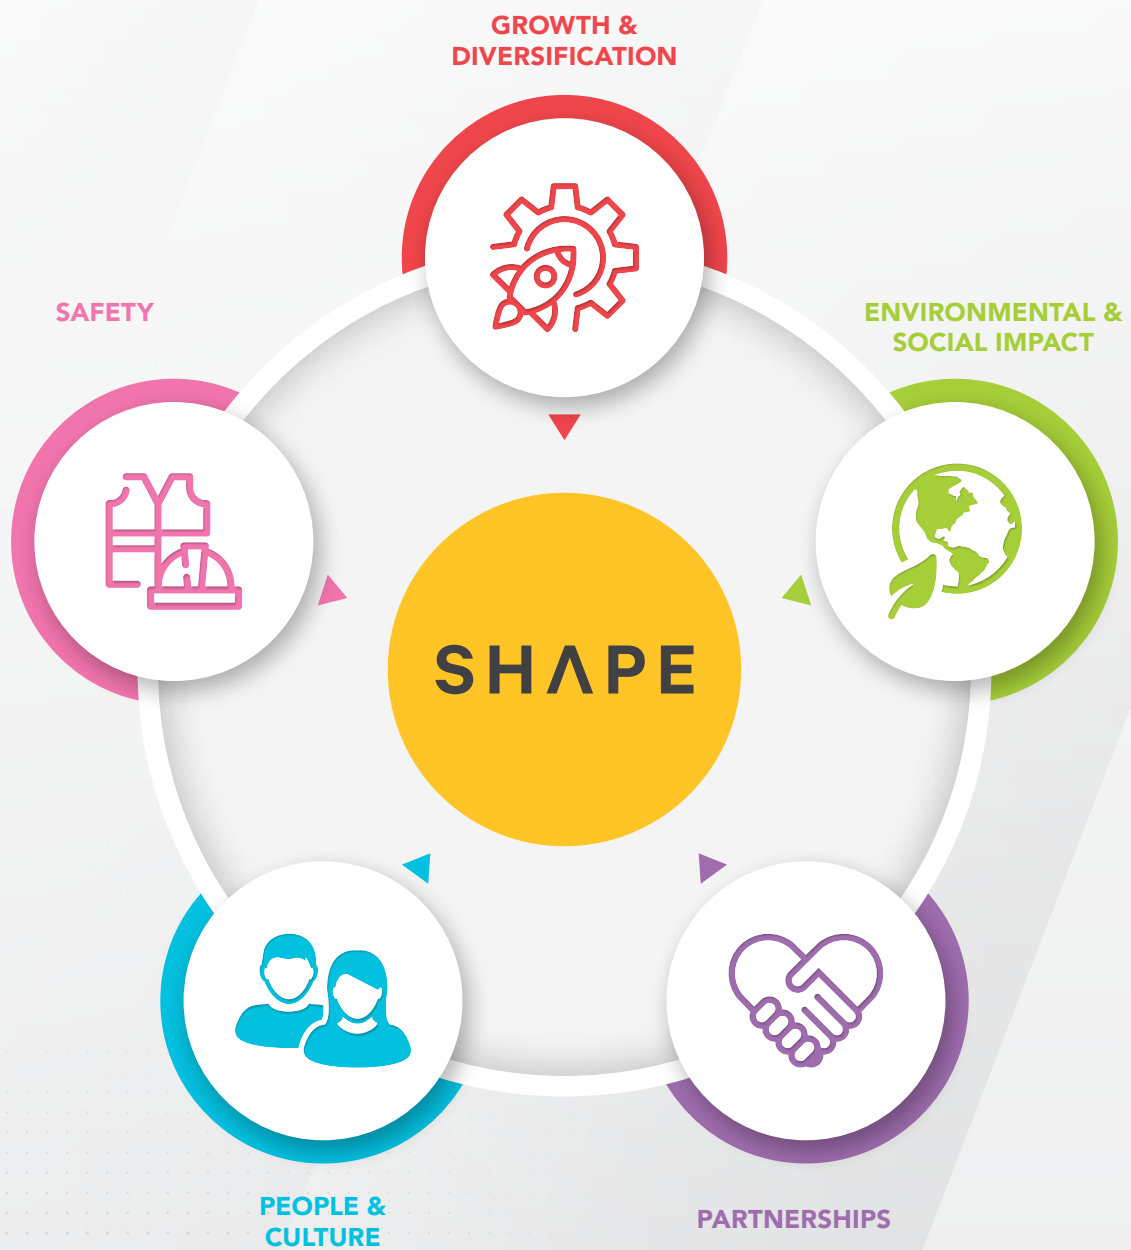 GROWTH &
DIVERSIFICATION
SAFETY
ENVIRONMENTAL &
SOCIAL IMPACT
SHAPE
PEOPLE &
CULTURE
PARTNERSHIPS